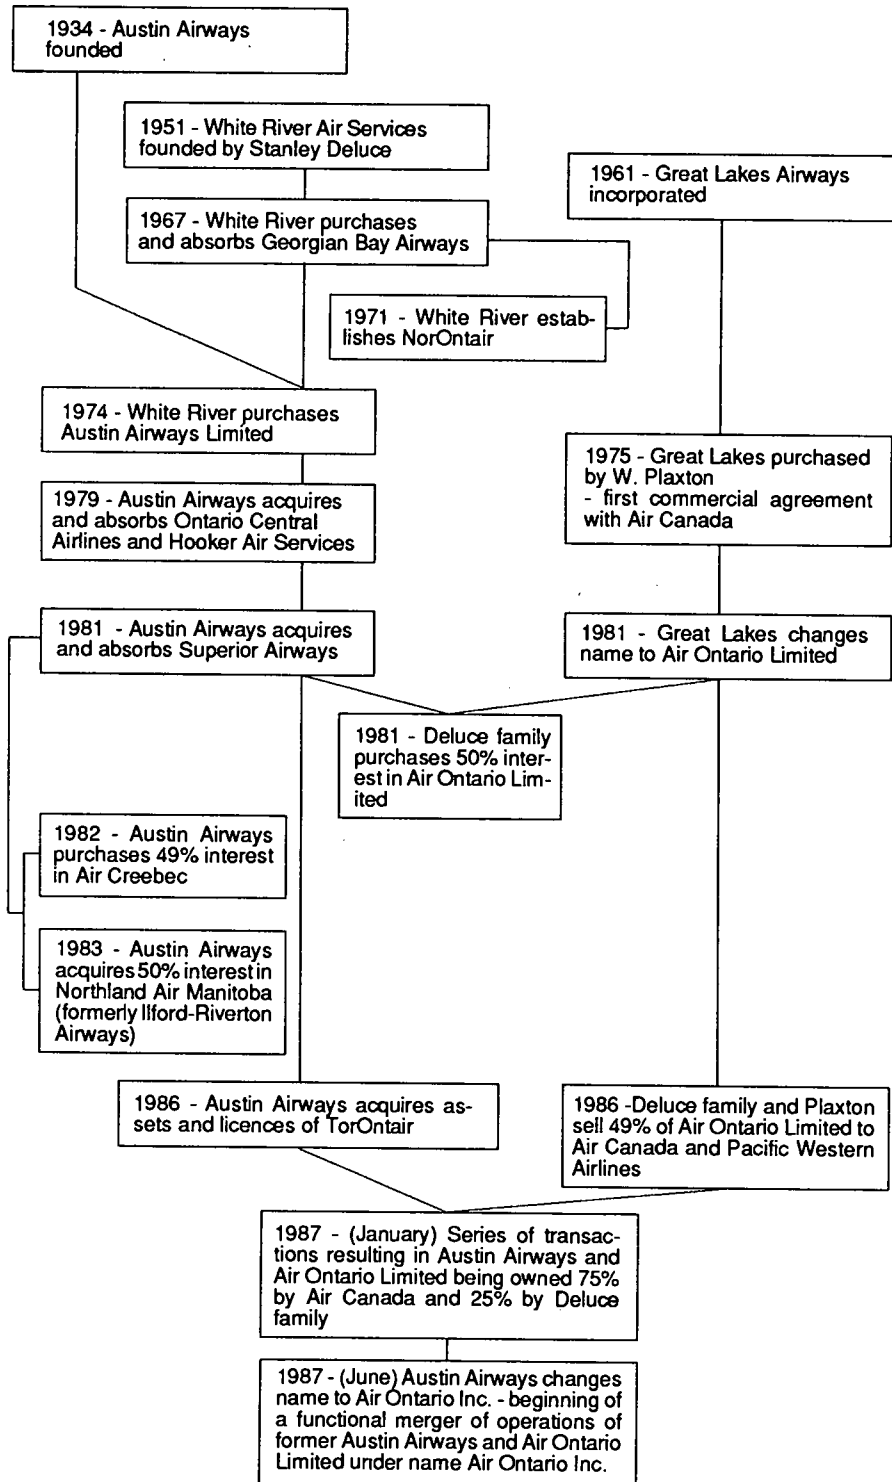 1934 - Austin Airways
founded
1951 - White River Air Services
founded by Stanley Deluce
1961 - Great Lakes Airways
incorporated
1967 - White River purchases
and absorbs Georgian Bay Airways
1971 - White River estab-
lishes NorOntair
1974 - White River purchases
Austin Airways Limited
1975 - Great Lakes purchased
by W. Plaxton
- first commercial agreement
with Air Canada
1979 - Austin Airways acquires
and absorbs Ontario Central
Airlines and Hooker Air Services
1981 - Austin Airways acquires
and absorbs Superior Airways
1981 - Great Lakes changes
name to Air Ontario Limited
1981 - Deluce family
purchases 50% inter-
est in Air Ontario Lim-
ited
1982 - Austin Airways
purchases 49% interest
in Air Creebec
1983 - Austin Airways
acquires 50% interest in
Northland Air Manitoba
(formerly Ilford-Riverton
Airways)
1986 - Austin Airways acquires as-
sets and licences of TorOntair
1986 -Deluce family and Plaxton
sell 49% of Air Ontario Limited to
Air Canada and Pacific Western
Airlines
1987 - (January) Series of transac-
tions resulting in Austin Airways and
Air Ontario Limited being owned 75%
by Air Canada and 25% by Deluce
family
1987 - (June) Austin Airways changes
name to Air Ontario Inc. - beginning of
a functional merger of operations of
former Austin Airways and Air Ontario
Limited under name Air Ontario Inc.